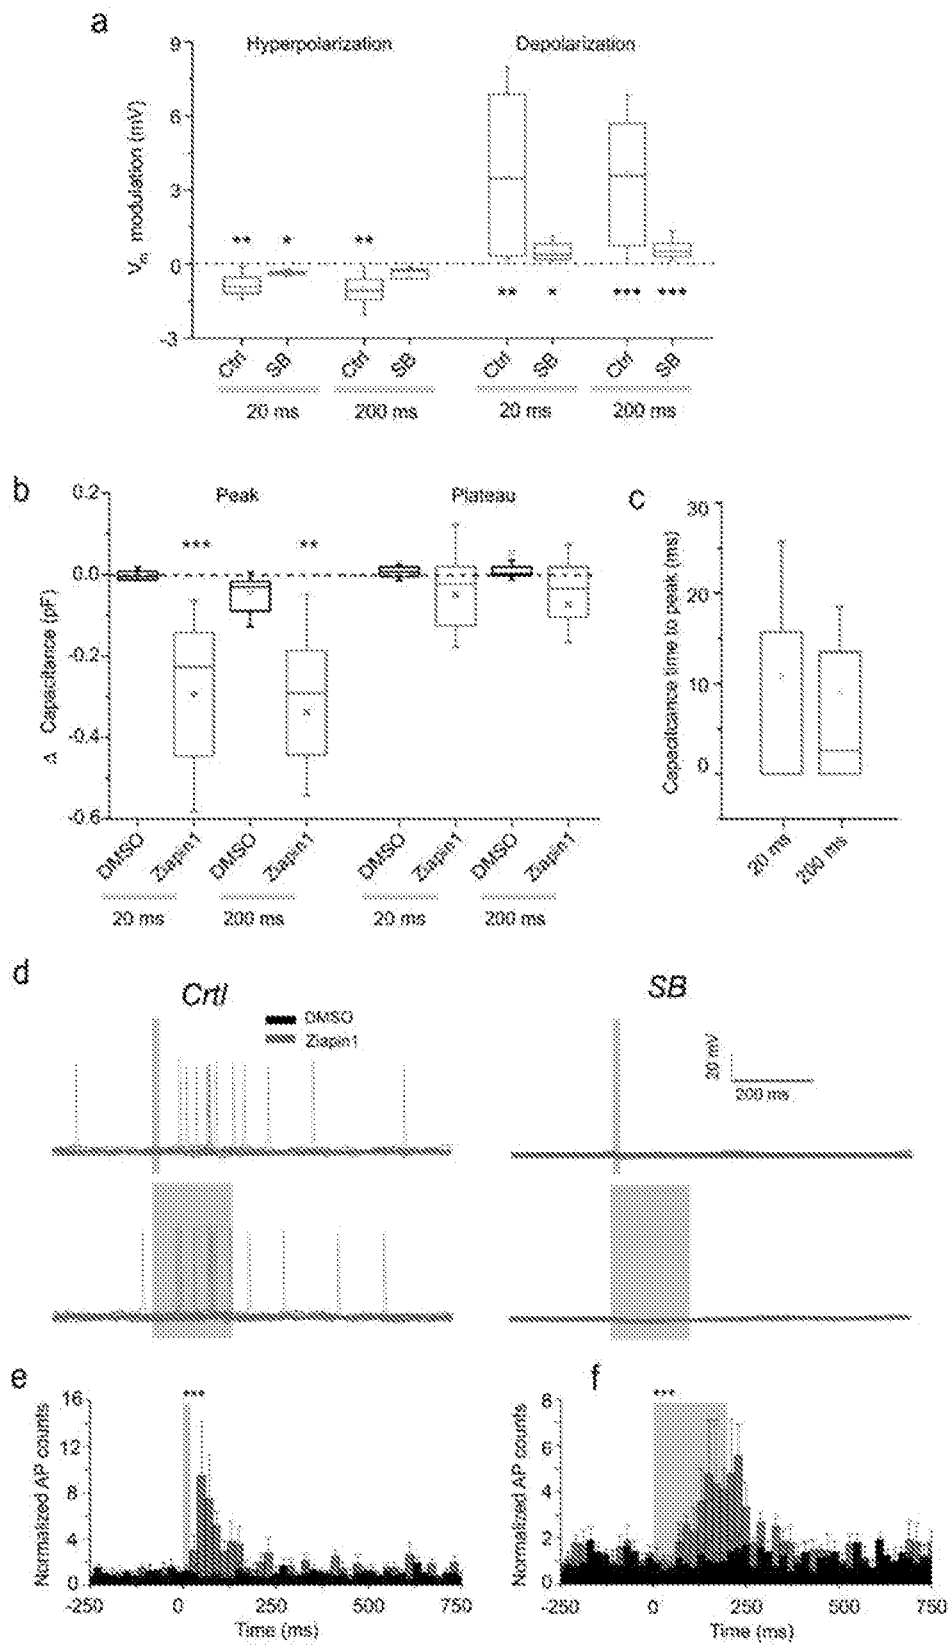 a
Hyperpolarization
Depolarization
Vm modulation (mV)
9
6
3
0
-3
** * **
** * *** ***
Ctrl SB Ctrl SB Ctrl SB Ctrl SB
20 ms 200 ms 20 ms 200 ms
b
Peak
Plateau
Δ Capacitance (pF)
0.2
0.0
-0.2
-0.4
-0.6
*** **
DMSO Ziapin1 DMSO Ziapin1 DMSO Ziapin1 DMSO Ziapin1
20 ms 200 ms 20 ms 200 ms
c
Capacitcance time to peak (ms)
30
20
10
0
20 ms 200 ms
d
Crtl
SB
DMSO
Ziapin1
20 mV
200 ms
e
***
Normalized AP counts
16
12
8
4
0
-250 0 250 500 750
Time (ms)
f
***
Normalized AP counts
8
6
4
2
0
-250 0 250 500 750
Time (ms)